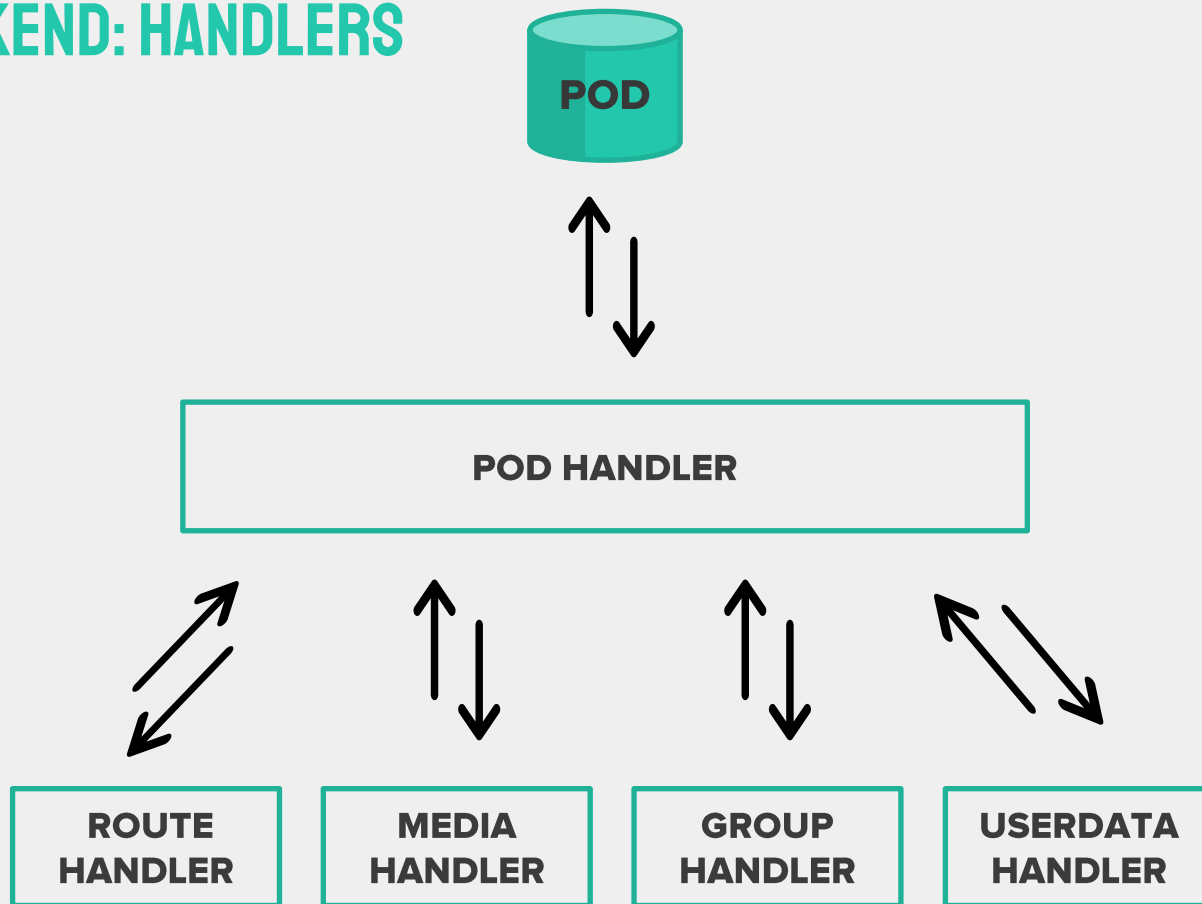 KEND: HANDLERS
POD
POD HANDLER
ROUTE
HANDLER
MEDIA
HANDLER
GROUP
HANDLER
USERDATA
HANDLER